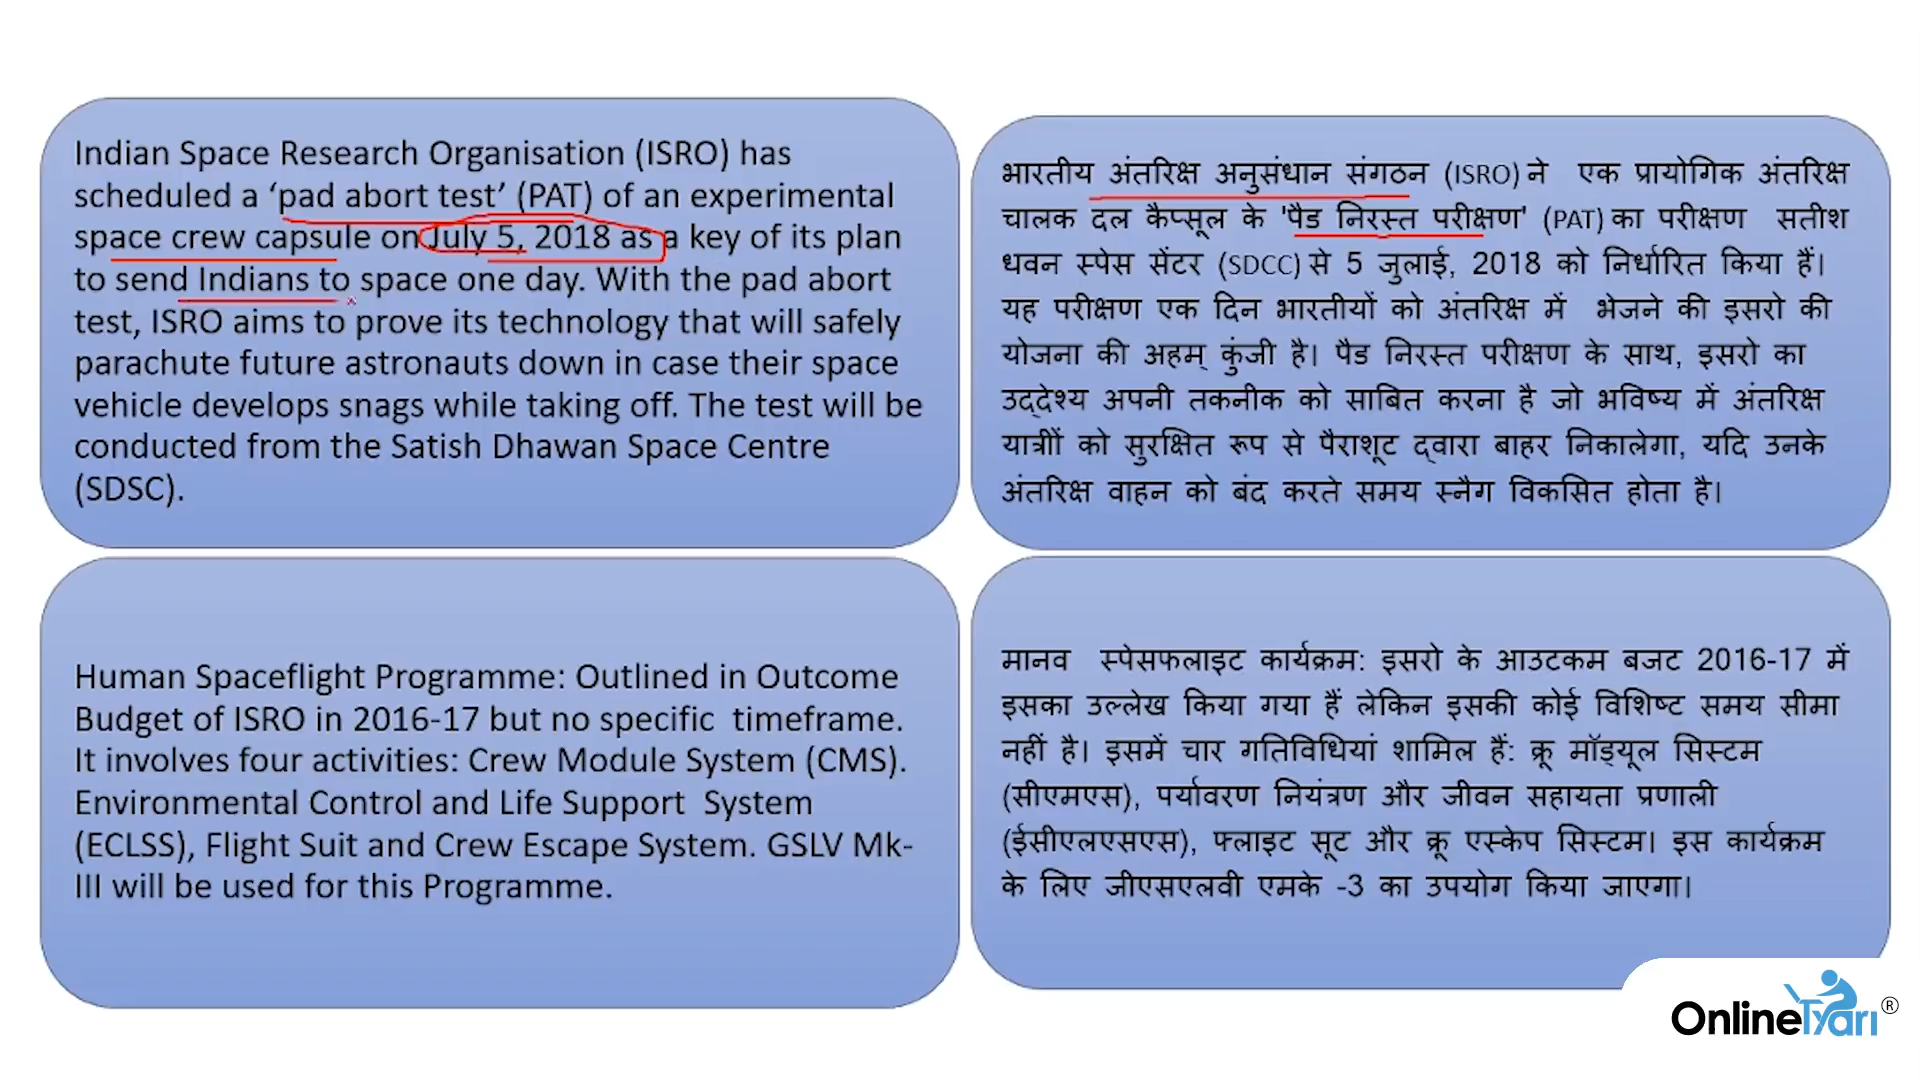 Indian Space Research Organisation (ISRO) has
scheduled a ‘pad abort test’ (PAT) of an experimental
space crew capsule on July 5, 2018 as a key of its plan
to send Indians to space one day. With the pad abort
test, ISRO aims to prove its technology that will safely
parachute future astronauts down in case their space
vehicle develops snags while taking off. The test will be
conducted from the Satish Dhawan Space Centre
(SDSC).
भारतीय अंतरिक्ष अनुसंधान संगठन (ISRO) ने एक प्रायोगिक अंतरिक्ष
चालक दल कैप्सूल के 'पैड निरस्त परीक्षण' (PAT) का परीक्षण सतीश
धवन स्पेस सेंटर (SDCC) से 5 जुलाई, 2018 को निर्धारित किया हैं।
यह परीक्षण एक दिन भारतीयों को अंतरिक्ष में भेजने की इसरो की
योजना की अहम् कुंजी है। पैड निरस्त परीक्षण के साथ, इसरो का
उद्देश्य अपनी तकनीक को साबित करना है जो भविष्य में अंतरिक्ष
यात्रीों को सुरक्षित रूप से पैराशूट द्वारा बाहर निकालेगा, यदि उनके
अंतरिक्ष वाहन को बंद करते समय स्नैग विकसित होता है।
Human Spaceflight Programme: Outlined in Outcome
Budget of ISRO in 2016-17 but no specific timeframe.
It involves four activities: Crew Module System (CMS).
Environmental Control and Life Support System
(ECLSS), Flight Suit and Crew Escape System. GSLV Mk-
III will be used for this Programme.
मानव स्पेसफलाइट कार्यक्रम: इसरो के आउटकम बजट 2016-17 में
इसका उल्लेख किया गया हैं लेकिन इसकी कोई विशिष्ट समय सीमा
नहीं है। इसमें चार गतिविधियां शामिल हैं: क्रू मॉड्यूल सिस्टम
(सीएमएस), पर्यावरण नियंत्रण और जीवन सहायता प्रणाली
(ईसीएलएसएस), फ्लाइट सूट और क्रू एस्केप सिस्टम। इस कार्यक्रम
के लिए जीएसएलवी एमके -3 का उपयोग किया जाएगा।
OnlineTyari®